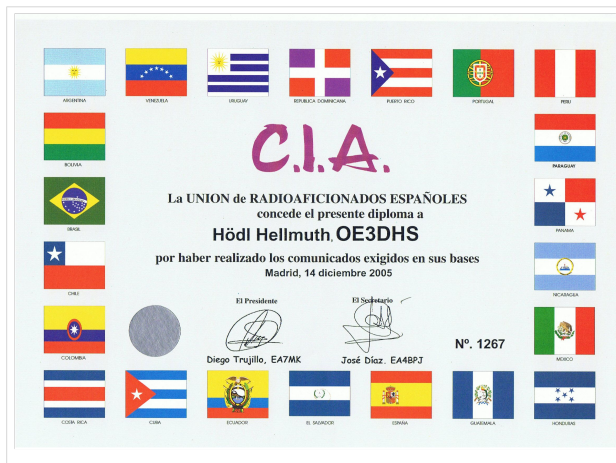 ARGENTINA
VENEZUELA
URUGUAY
REPUBLICA DOMINICANA
PUERTO RICO
PORTUGAL
PERU
BOLIVIA
C.I.A.
PARAGUAY
La UNION de RADIOAFICIONADOS ESPAÑOLES
concede el presente diploma a
BRASIL
Hödl Hellmuth, OE3DHS
PANAMA
por haber realizado los comunicados exigidos en sus bases
Madrid, 14 diciembre 2005
CHILE
NICARAGUA
El Presidente
El Secretario
Nº. 1267
COLOMBIA
Diego Trujillo, EA7MK
José Díaz. EA4BPJ
MEXICO
COSTA RICA
CUBA
ECUADOR
EL SALVADOR
ESPAÑA
GUATEMALA
HONDURAS